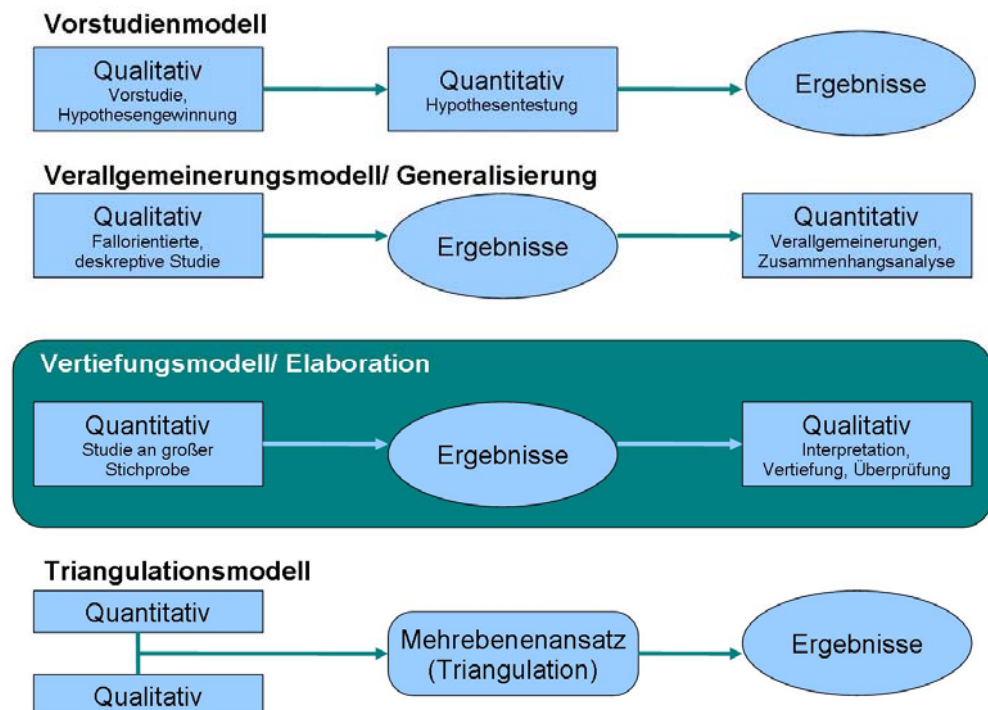 Vorstudienmodell
Qualitativ
Vorstudie,
Hypothesengewinnung
Quantitativ
Hypothesentestung
Ergebnisse
Verallgemeinerungsmodell/ Generalisierung
Qualitativ
Fallorientierte,
deskreptive Studie
Ergebnisse
Quantitativ
Verallgemeinerungen,
Zusammenhangsanalyse
Vertiefungsmodell/ Elaboration
Quantitativ
Studie an großer
Stichprobe
Ergebnisse
Qualitativ
Interpretation,
Vertiefung, Überprüfung
Triangulationsmodell
Quantitativ
Qualitativ
Mehrebenenansatz
(Triangulation)
Ergebnisse